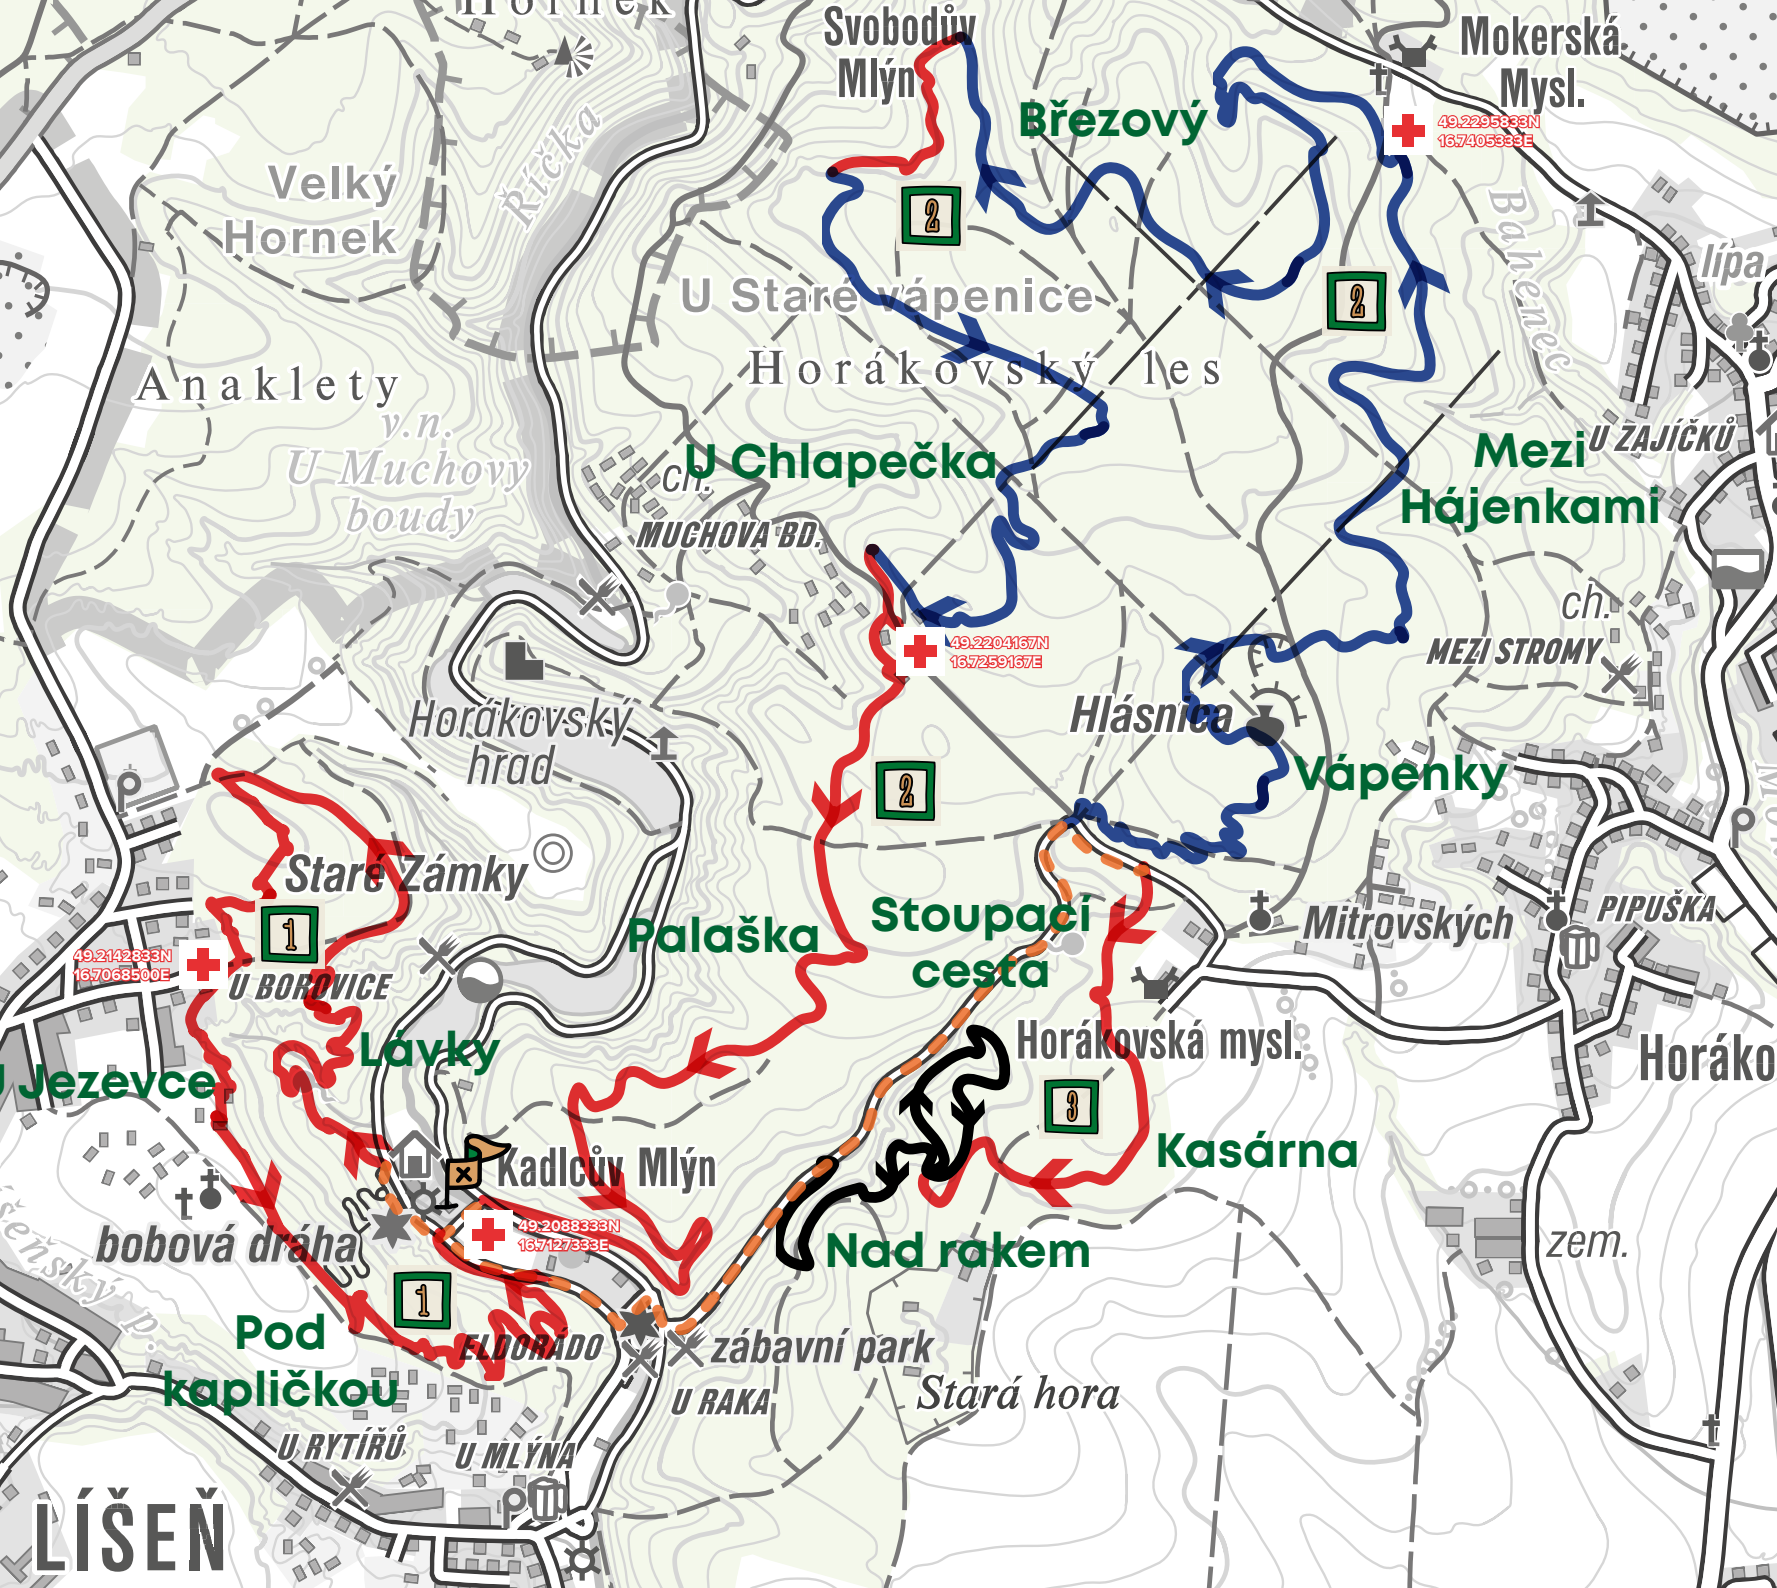 Hornek
Svobodův
Mlýn
Mokerská
Mysl.
Březový
49.2295833N
16.7405333E
Říčka
Velký
Hornek
2
Bahenec
lípa
U Staré vápenice
2
Horákovský les
Anaklety
v.n.
U Muchovy
boudy
U Chlapečka
ch.
MUCHOVA BD.
U ZAJÍČKŮ
Mezi
Hájenkami
ch.
MEZI STROMY
49.2204167N
16.7259167E
Horákovský
hrad
Hlásnica
Vápenky
2
Staré Zámky
1
Palaška
Stoupací
cesta
Mitrovských
PIPUŠKA
49.2142833N
16.7068500E
U BOROVICE
Lávky
Jezevce
Horákovská mysl.
Horáko
3
Kasárna
Kadlcův Mlýn
bobová dráha
49.2088333N
16.7127333E
Nad rakem
zem.
1
Pod
kapličkou
ELDORÁDO
zábavní park
U RAKA
Stará hora
U RYTÍŘŮ
U MLÝNA
LÍŠEŇ